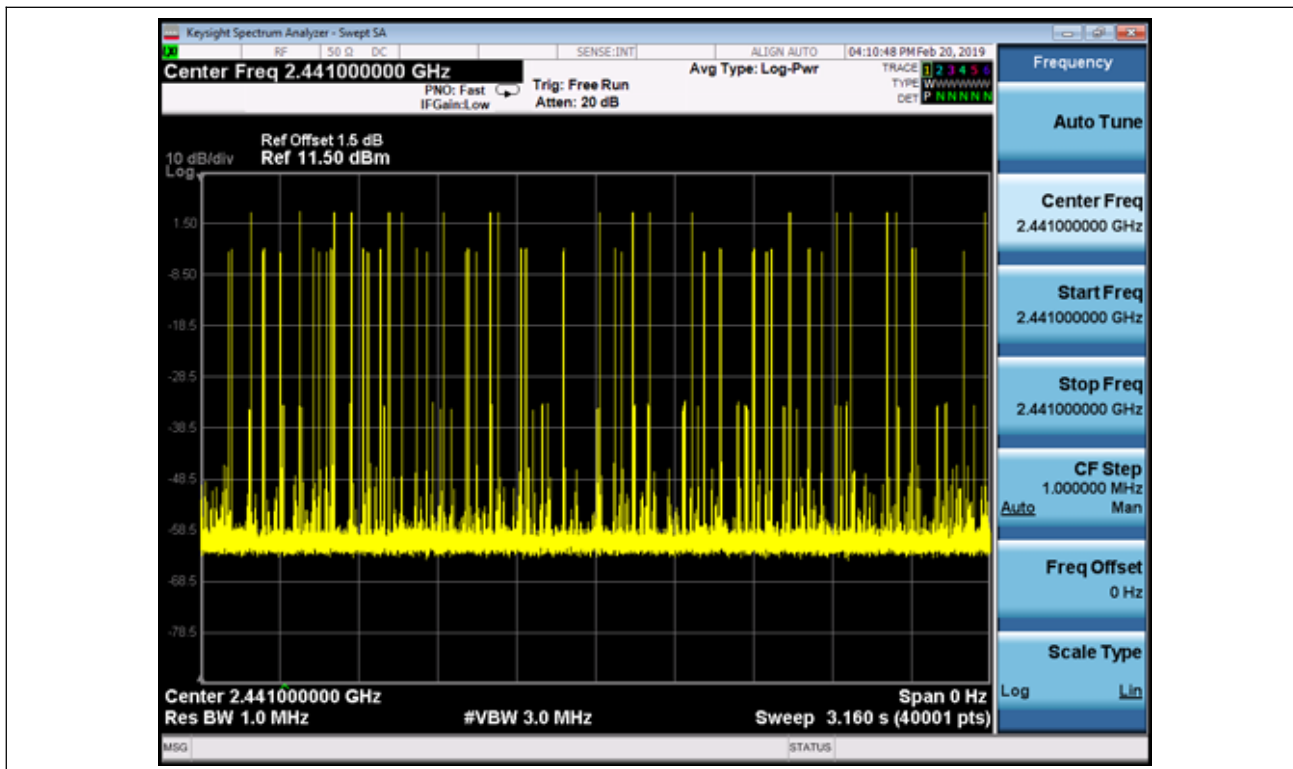 Keysight Spectrum Analyzer - Swept SA
RF 50 Ω DC SENSE:INT ALIGN AUTO 04:10:48 PM Feb 20, 2019
Center Freq 2.441000000 GHz
PNO: Fast
IFGain:Low
Trig: Free Run
Atten: 20 dB
Avg Type: Log-Pwr
TRACE 1 2 3 4 5 6
TYPE WWWWWWW
DET P N N N N N
Ref Offset 1.5 dB
10 dB/div Ref 11.50 dBm
Log
1.50
-8.50
-18.5
-28.5
-38.5
-48.5
-58.5
-68.5
-78.5
Center 2.441000000 GHz Span 0 Hz
Res BW 1.0 MHz #VBW 3.0 MHz Sweep 3.160 s (40001 pts)
MSG STATUS
Frequency
Auto Tune
Center Freq
2.441000000 GHz
Start Freq
2.441000000 GHz
Stop Freq
2.441000000 GHz
CF Step
1.000000 MHz
Auto Man
Freq Offset
0 Hz
Scale Type
Log Lin